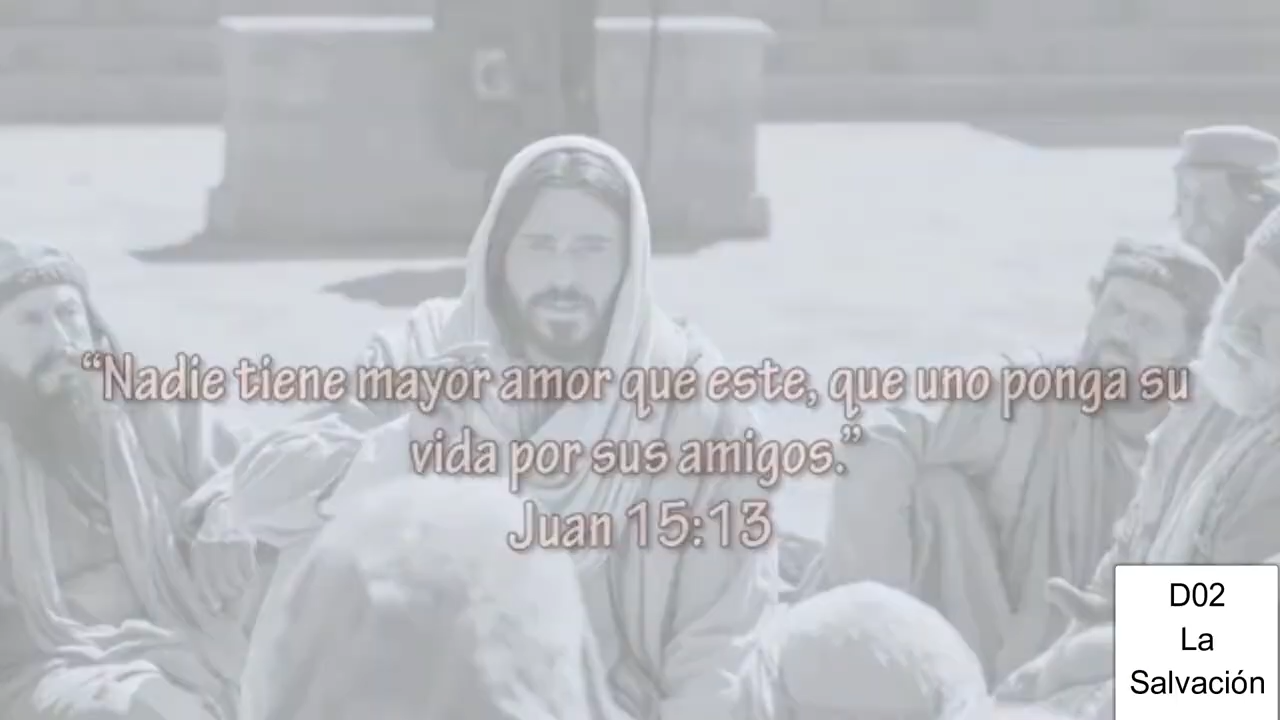 “Nadie tiene mayor amor que este, que uno ponga su
vida por sus amigos.”
Juan 15:13
D02
La
Salvación